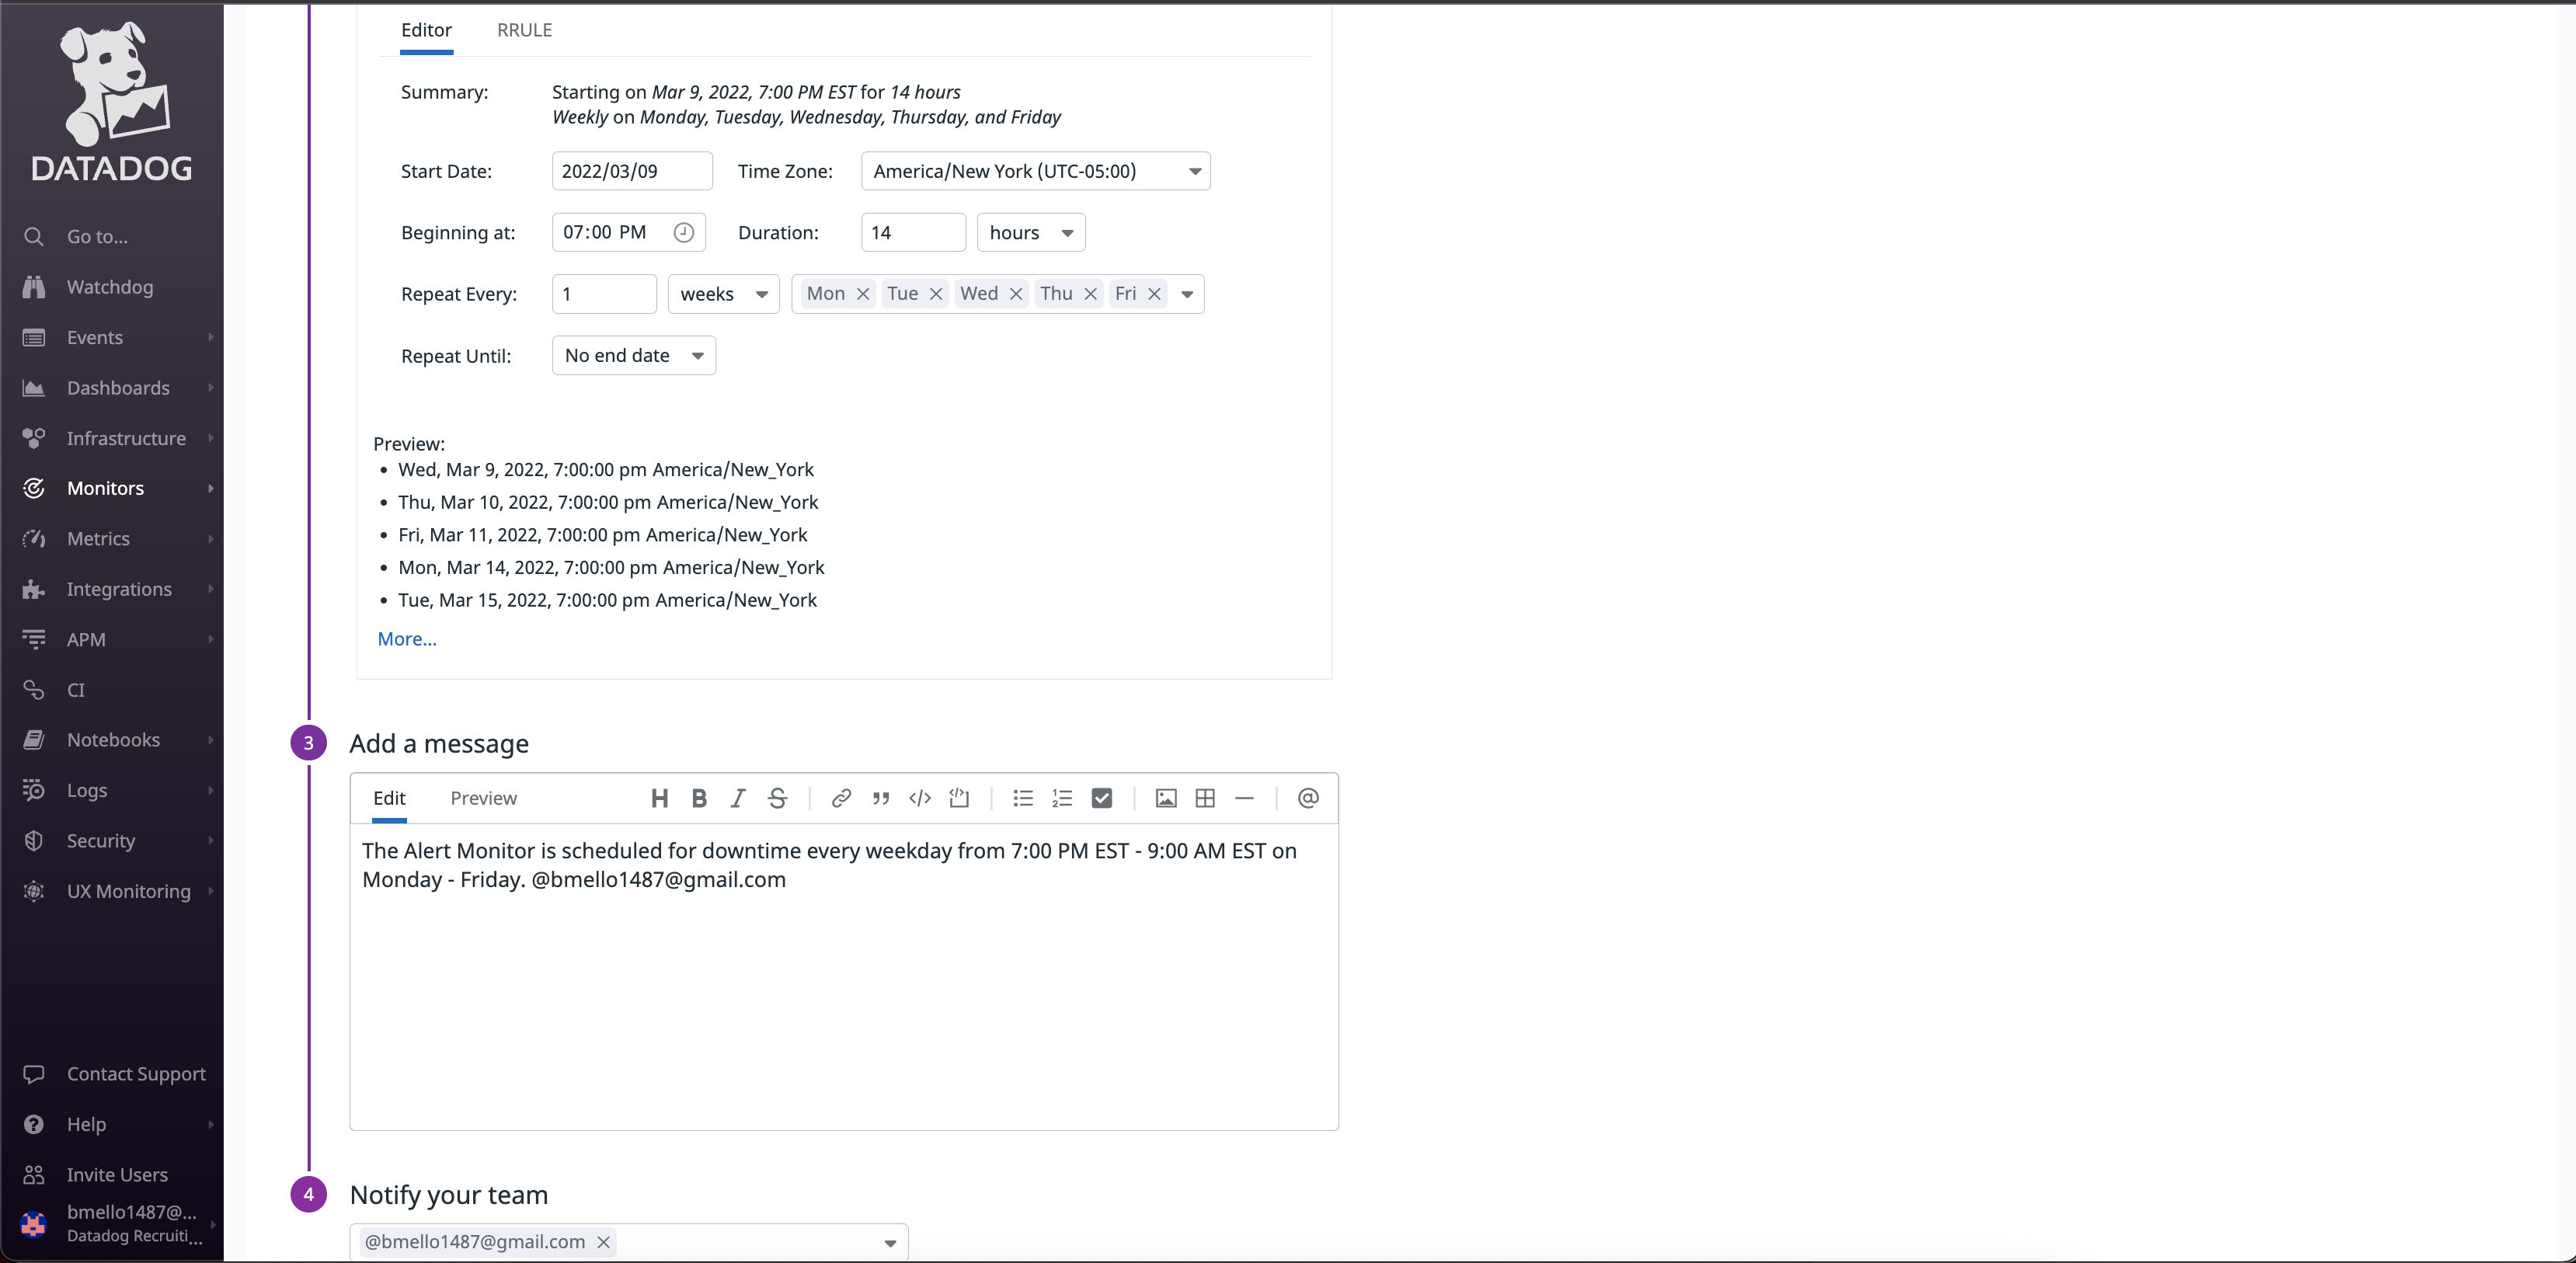 DATADOG
Go to...
Watchdog
Events
Dashboards
Infrastructure
Monitors
Metrics
Integrations
APM
CI
Notebooks
Logs
Security
UX Monitoring
Contact Support
Help
Invite Users
bmello1487@...
Datadog Recruiti...
Editor RRULE
Summary: Starting on Mar 9, 2022, 7:00 PM EST for 14 hours
Weekly on Monday, Tuesday, Wednesday, Thursday, and Friday
Start Date: 2022/03/09 Time Zone: America/New York (UTC-05:00)
Beginning at: 07:00 PM Duration: 14 hours
Repeat Every: 1 weeks Mon Tue Wed Thu Fri
Repeat Until: No end date
Preview:
Wed, Mar 9, 2022, 7:00:00 pm America/New_York
Thu, Mar 10, 2022, 7:00:00 pm America/New_York
Fri, Mar 11, 2022, 7:00:00 pm America/New_York
Mon, Mar 14, 2022, 7:00:00 pm America/New_York
Tue, Mar 15, 2022, 7:00:00 pm America/New_York
More...
3 Add a message
Edit Preview
The Alert Monitor is scheduled for downtime every weekday from 7:00 PM EST - 9:00 AM EST on
Monday - Friday. @bmello1487@gmail.com
4 Notify your team
@bmello1487@gmail.com